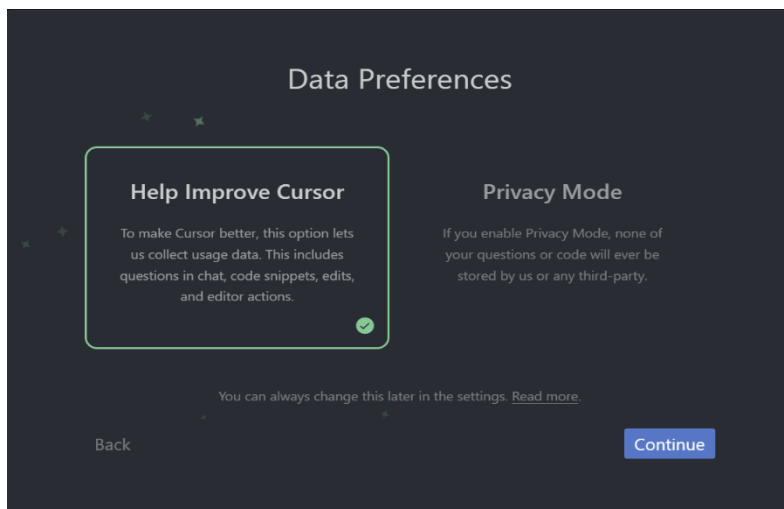 Data Preferences
Help Improve Cursor
To make Cursor better, this option lets
us collect usage data. This includes
questions in chat, code snippets, edits,
and editor actions.
Privacy Mode
If you enable Privacy Mode, none of
your questions or code will ever be
stored by us or any third-party.
You can always change this later in the settings. Read more.
Back
Continue